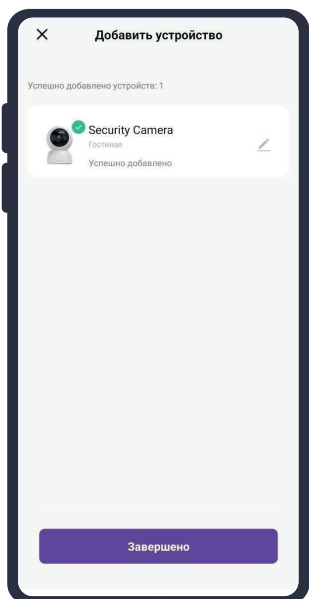 Добавить устройство
Успешно добавлено устройств: 1
Security Camera
Гостиная
Успешно добавлено
Завершено